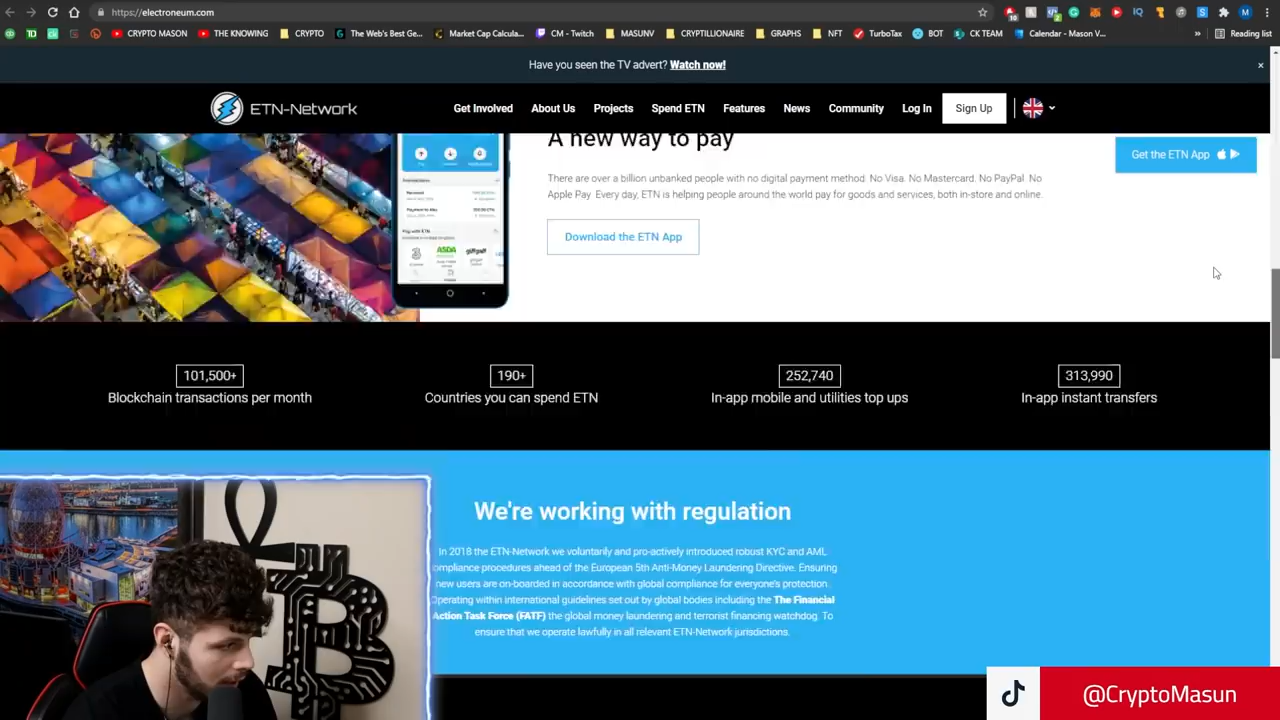 https://electroneum.com
10
2
M
CRYPTO MASON
THE KNOWING
CRYPTO
The Web's Best Ge...
Market Cap Calcula...
CM - Twitch
MASUNV
CRYPTILLIONAIRE
GRAPHS
NFT
TurboTax
BOT
CK TEAM
Calendar - Mason V...
»
Reading list
Have you seen the TV advert? Watch now!
ETN-Network
Get Involved
About Us
Projects
Spend ETN
Features
News
Community
Log In
Sign Up
A new way to pay
Get the ETN App
There are over a billion unbanked people with no digital payment method. No Visa. No Mastercard. No PayPal. No
Apple Pay. Every day, ETN is helping people around the world pay for goods and services, both in-store and online.
Download the ETN App
ASDA
101,500+
Blockchain transactions per month
190+
Countries you can spend ETN
252,740
In-app mobile and utilities top ups
313,990
In-app instant transfers
We're working with regulation
In 2018 the ETN-Network we voluntarily and pro-actively introduced robust KYC and AML
ompliance procedures ahead of the European 5th Anti-Money Laundering Directive. Ensuring
new users are on-boarded in accordance with global compliance for everyone's protection.
Operating within international guidelines set out by global bodies including the The Financial
Action Task Force (FATF) the global money laundering and terrorist financing watchdog. To
ensure that we operate lawfully in all relevant ETN-Network jurisdictions.
@CryptoMasun